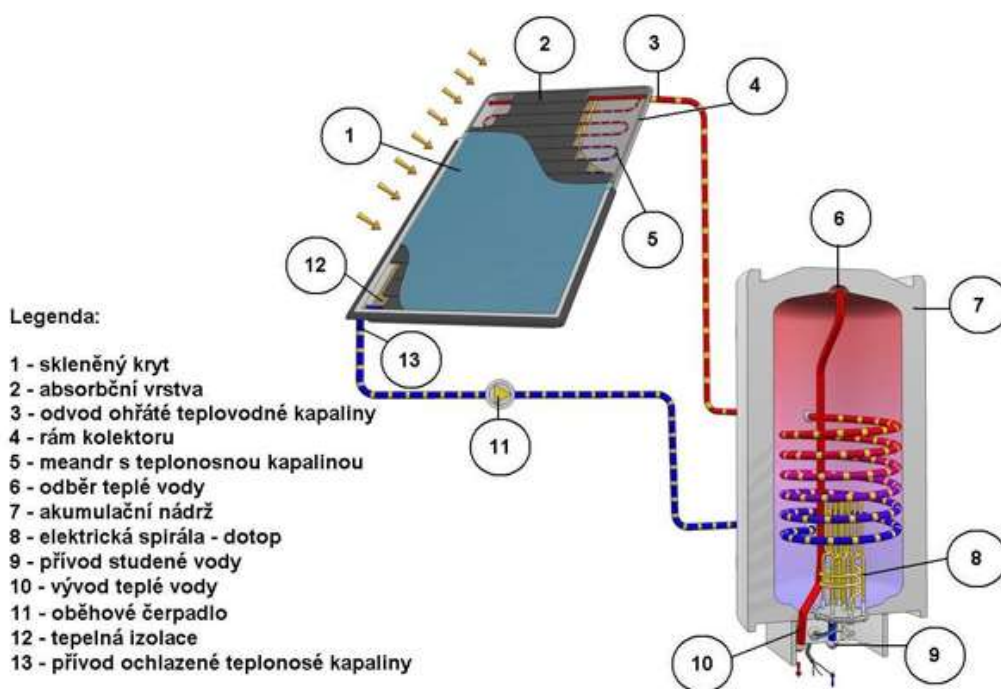 2
3
4
1
5
6
12
7
Legenda:
13
1 - skleněný kryt
2 - absorbční vrstva
3 - odvod ohřáté teplovodné kapaliny
11
4 - rám kolektoru
5 - meandr s teplonosnou kapalinou
6 - odběr teplé vody
7 - akumulační nádrž
8 - elektrická spirála - dotop
8
9 - přívod studené vody
10 - vývod teplé vody
11 - oběhové čerpadlo
12 - tepelná izolace
10
9
13 - přívod ochlazené teplonosé kapaliny